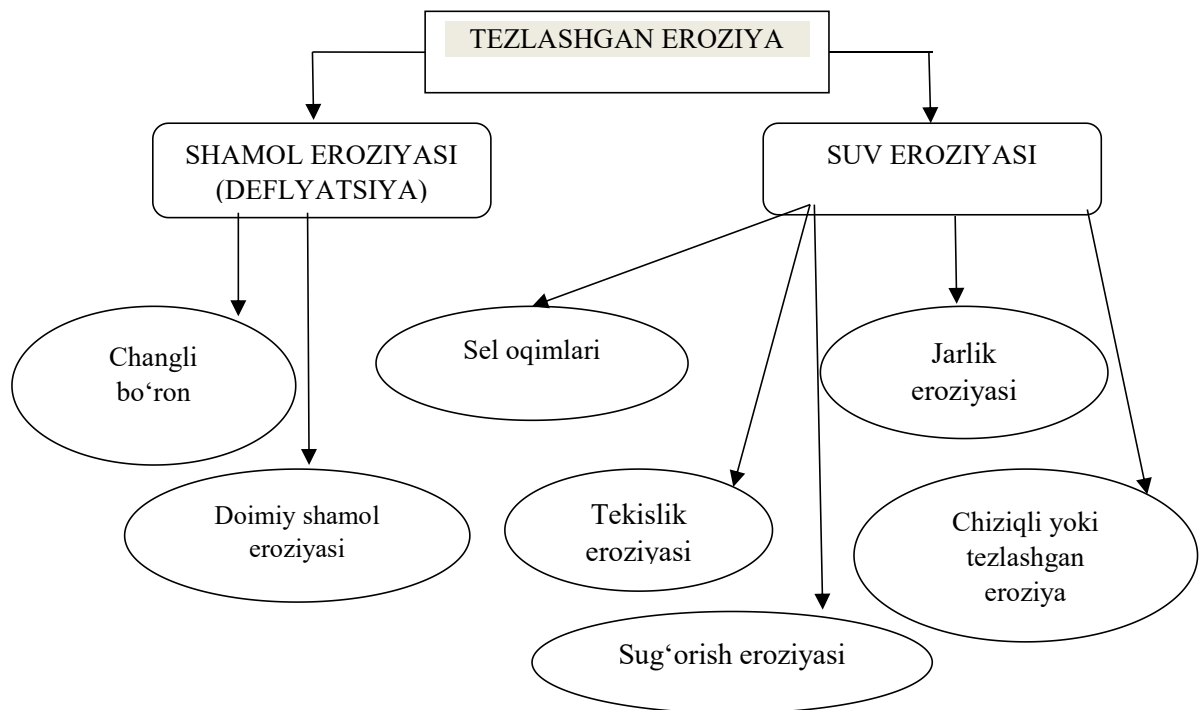 TEZLASHGAN EROZIYA
SHAMOL EROZIYASI
(DEFLYATSIYA)
SUV EROZIYASI
Changli
bo‘ron
Sel oqimlari
Jarlik
eroziyasi
Doimiy shamol
eroziyasi
Tekislik
eroziyasi
Chiziqli yoki
tezlashgan
eroziya
Sug‘orish eroziyasi